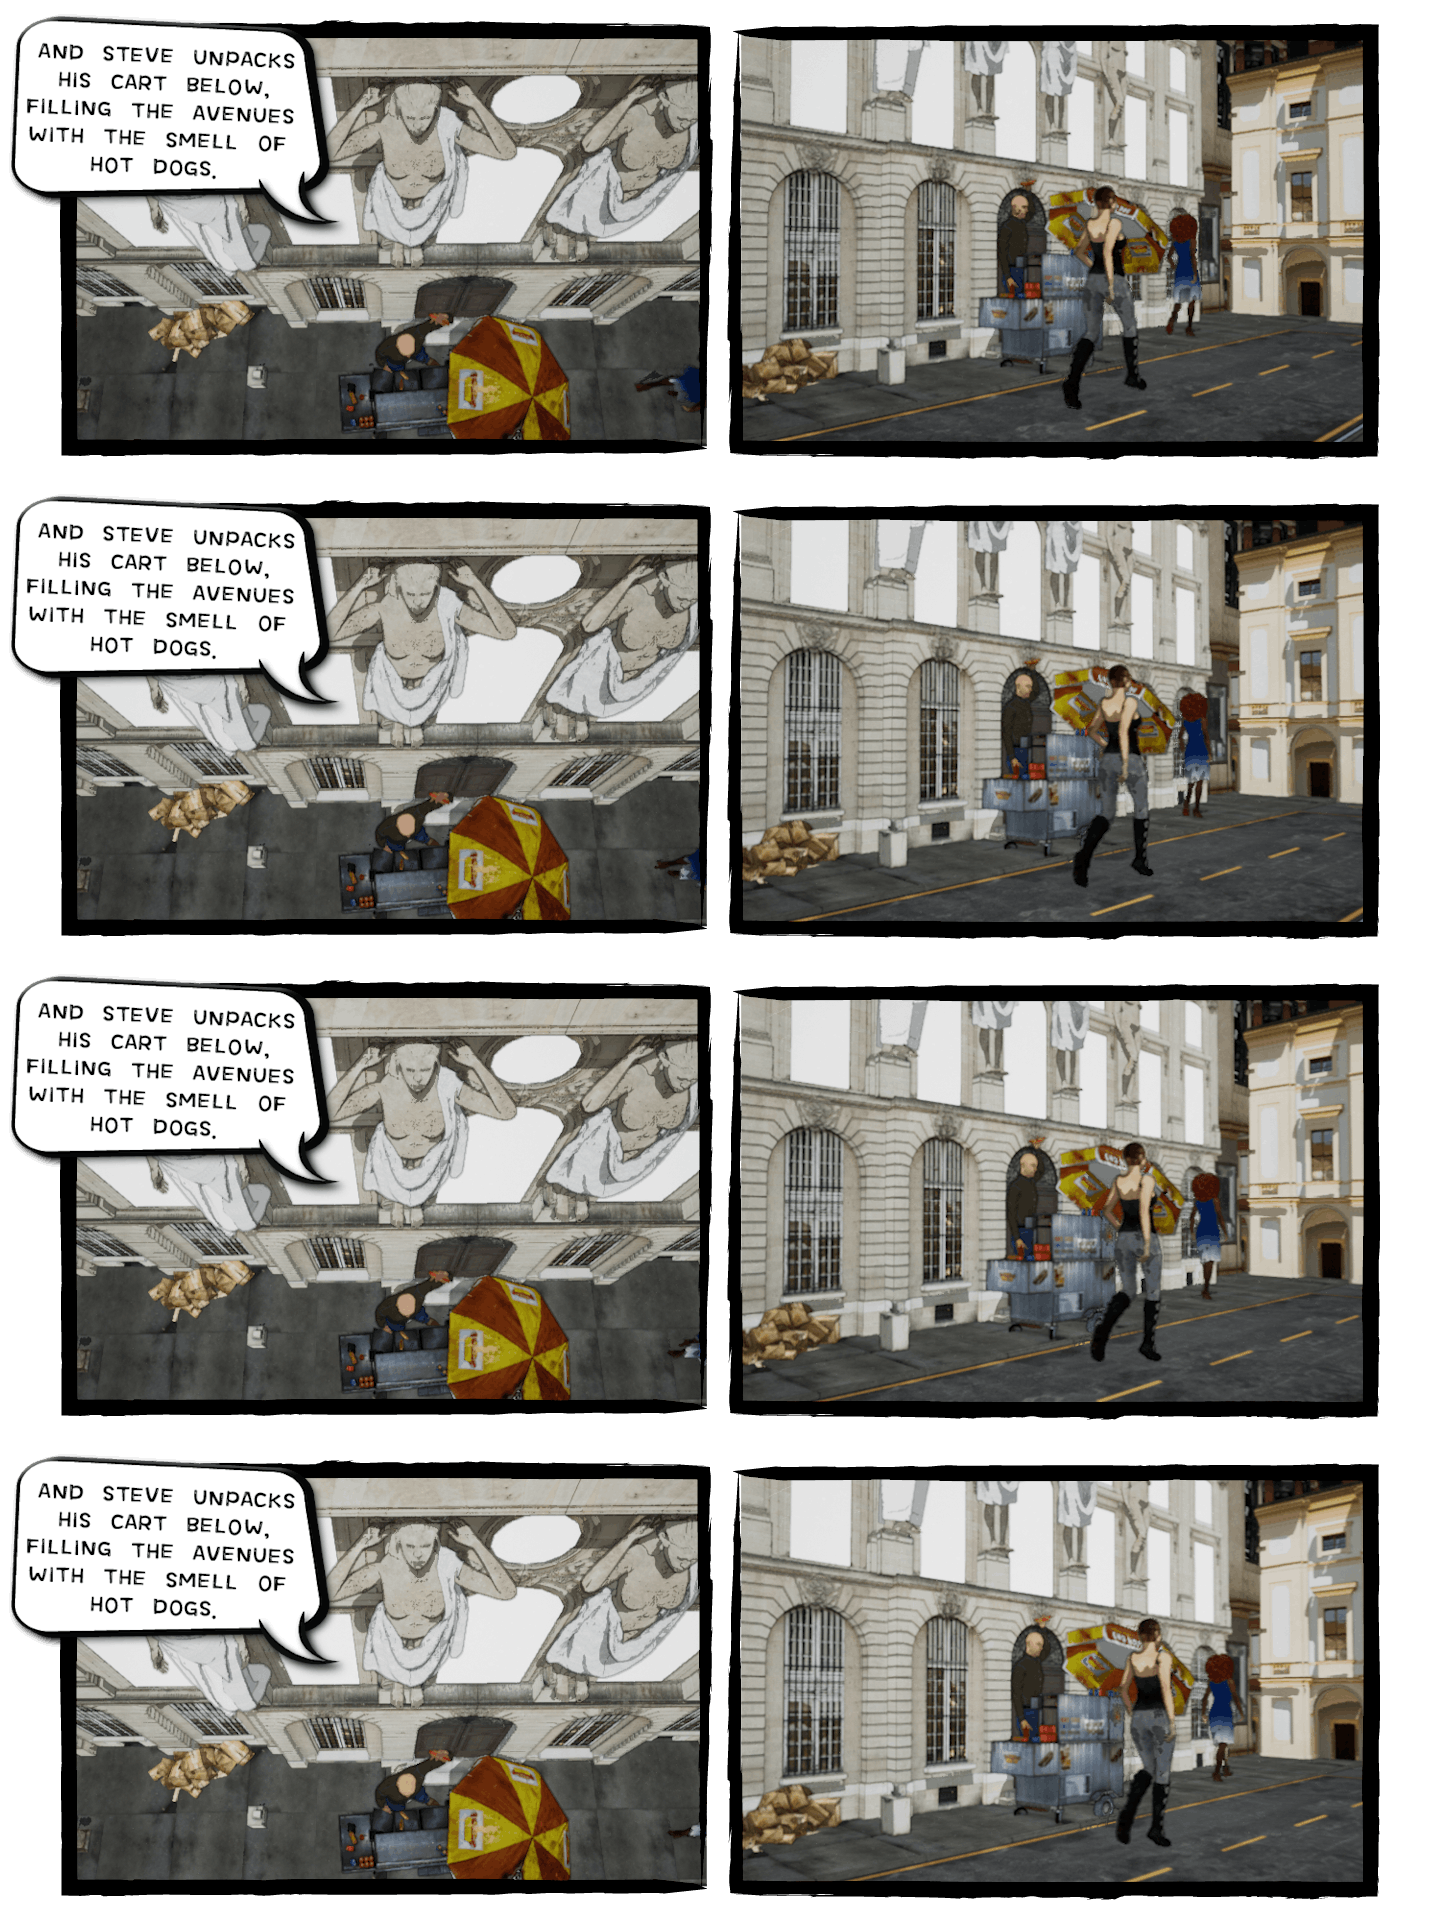 AND STEVE UNPACKS
HIS CART BELOW,
FILLING THE AVENUES
WITH THE SMELL OF
HOT DOGS.
AND STEVE UNPACKS
HIS CART BELOW,
FILLING THE AVENUES
WITH THE SMELL OF
HOT DOGS.
AND STEVE UNPACKS
HIS CART BELOW,
FILLING THE AVENUES
WITH THE SMELL OF
HOT DOGS.
AND STEVE UNPACKS
HIS CART BELOW,
FILLING THE AVENUES
WITH THE SMELL OF
HOT DOGS.